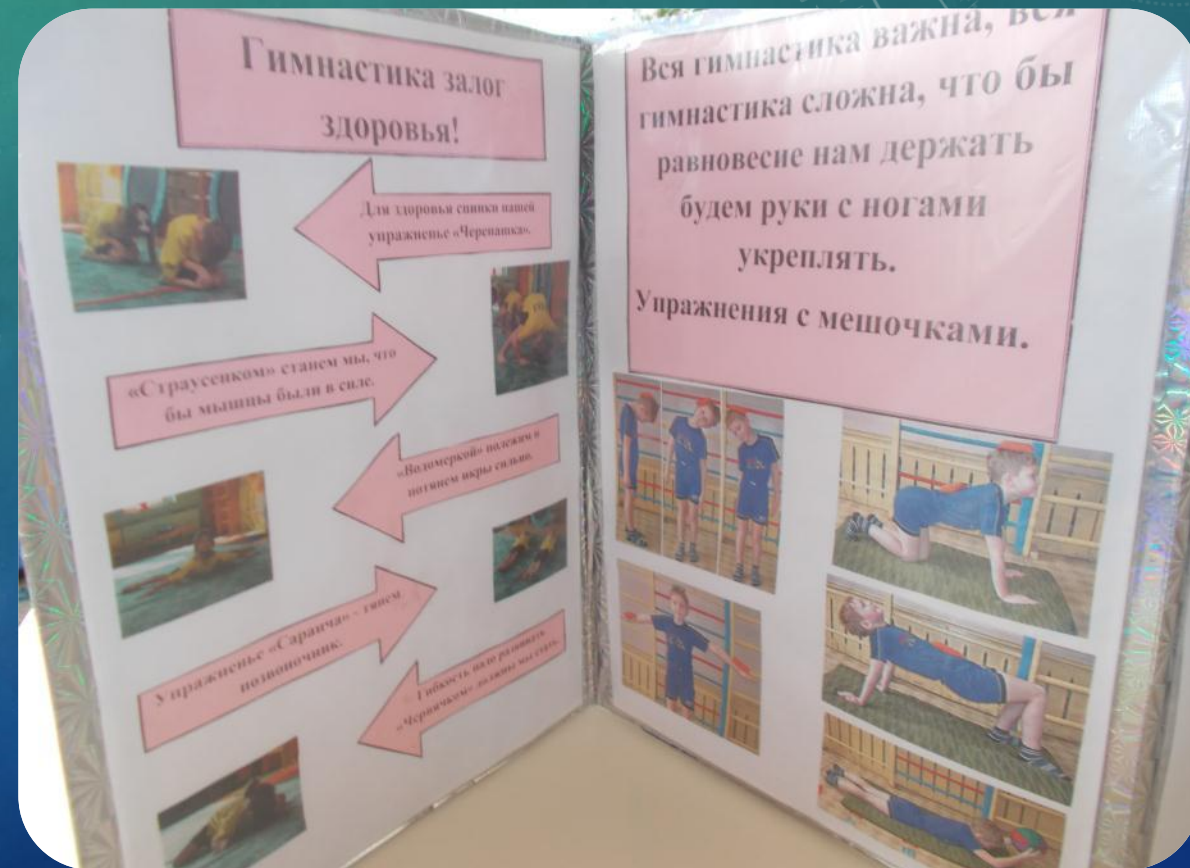 Гимнастика залог
здоровья!
Для здоровья спинки нашей
упражненье «Черепашка».
«Страусенком» станем мы, что
бы мышцы были в силе.
«Водомеркой» полежим и
потянем икры сильно.
Упражненье «Саранча» - тянем
позвоночник.
Гибкость надо развивать
«Червячком» должны мы стать.
Вся гимнастика важна, вся
гимнастика сложна, что бы
равновесие нам держать
будем руки с ногами
укреплять.
Упражнения с мешочками.